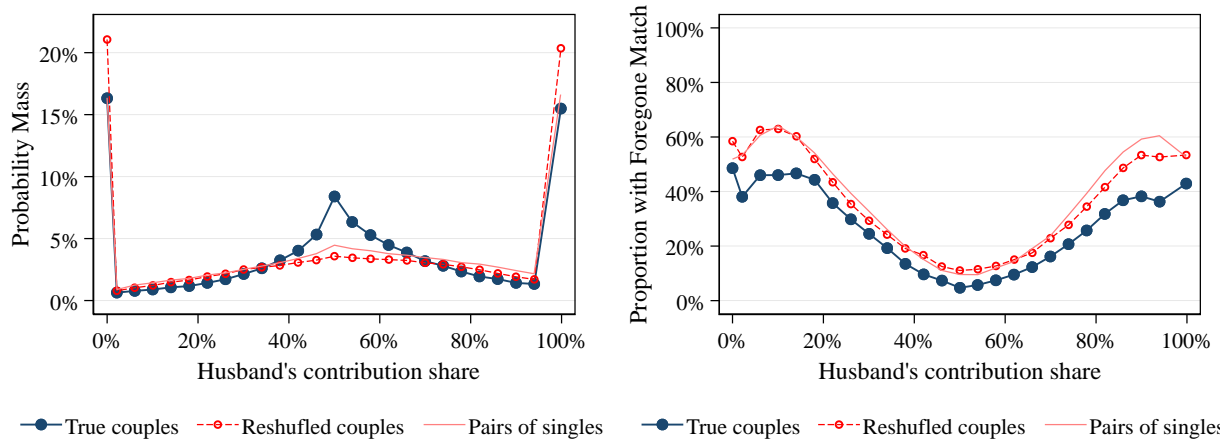 Probability Mass
20%
15%
10%
5%
0%
0% 20% 40% 60% 80% 100%
Husband's contribution share
True couples Reshufled couples Pairs of singles
Proportion with Foregone Match
100%
80%
60%
40%
20%
0%
0% 20% 40% 60% 80% 100%
Husband's contribution share
True couples Reshufled couples Pairs of singles